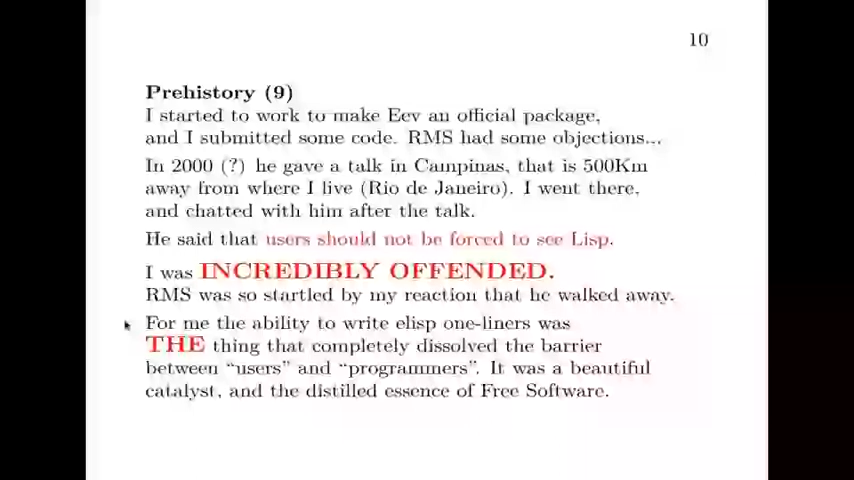 10
Prehistory (9)
I started to work to make Eev an official package,
and I submitted some code. RMS had some objections...
In 2000 (?) he gave a talk in Campinas, that is 500Km
away from where I live (Rio de Janeiro). I went there,
and chatted with him after the talk.
He said that users should not be forced to see Lisp.
I was INCREDIBLY OFFENDED.
RMS was so startled by my reaction that he walked away.
For me the ability to write elisp one-liners was
THE thing that completely dissolved the barrier
between “users” and “programmers”. It was a beautiful
catalyst, and the distilled essence of Free Software.